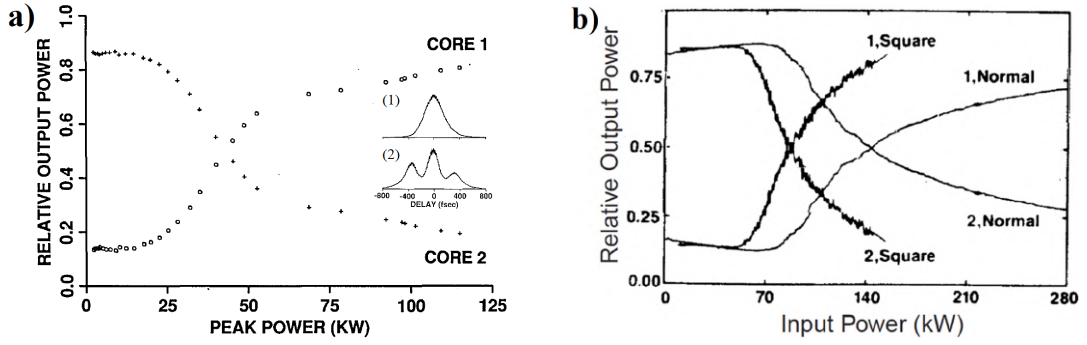 a)
RELATIVE OUTPUT POWER
1.0
0.8
0.6
0.4
0.2
0.0
CORE 1
(1)
(2)
-800 -400 0 400 800
DELAY (fsec)
CORE 2
0 25 50 75 100 125
PEAK POWER (KW)
b)
Relative Output Power
0.75
0.50
0.25
0.00
1,Square
1,Normal
2,Normal
2,Square
0 70 140 210 280
Input Power (kW)